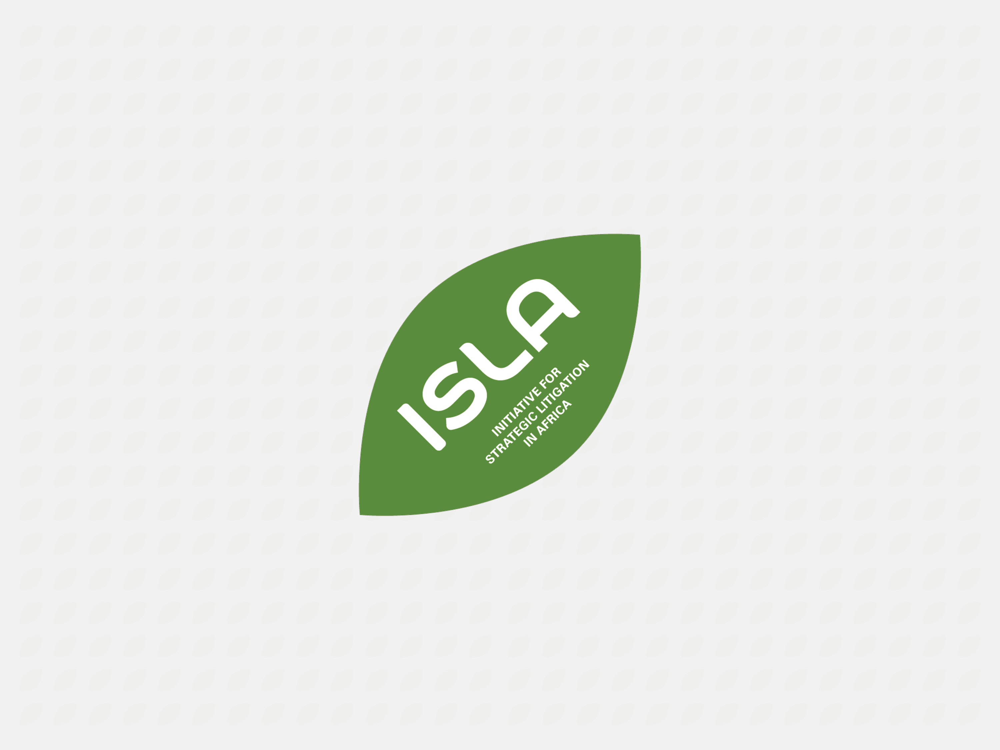 ISLA
INITIATIVE FOR
STRATEGIC LITIGATION
IN AFRICA